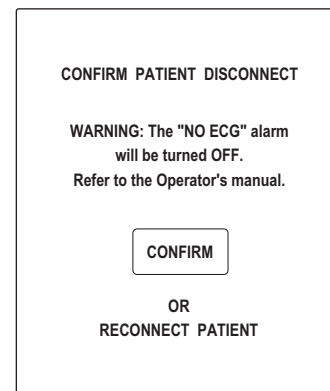 CONFIRM PATIENT DISCONNECT
WARNING: The "NO ECG" alarm
will be turned OFF.
Refer to the Operator's manual.
CONFIRM
OR
RECONNECT PATIENT